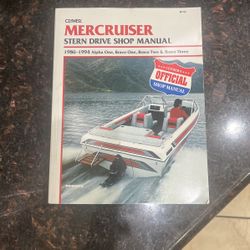 CLYMER
MERCRUISER
STERN DRIVE SHOP MANUAL
1986-1994 Alpha One, Bravo One, Bravo Two & Bravo Three
OFFICIAL
SHOP MANUAL